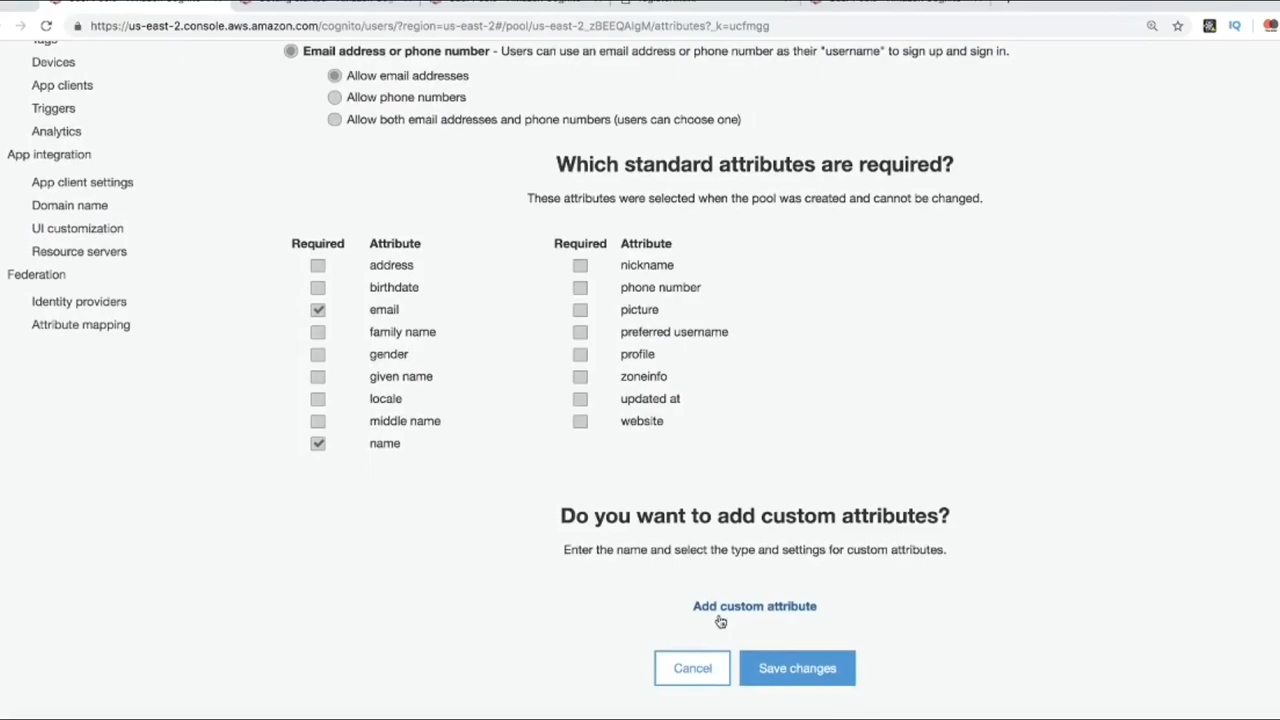 https://us-east-2.console.aws.amazon.com/cognito/users/?region=us-east-2#/pool/us-east-2_zBEEQAlgM/attributes?_k=ucfmgg
IQ
Tags
Devices
App clients
Triggers
Analytics
App integration
App client settings
Domain name
UI customization
Resource servers
Federation
Identity providers
Attribute mapping
Email address or phone number - Users can use an email address or phone number as their "username" to sign up and sign in.
Allow email addresses
Allow phone numbers
Allow both email addresses and phone numbers (users can choose one)
Which standard attributes are required?
These attributes were selected when the pool was created and cannot be changed.
Required Attribute Required Attribute
address nickname
birthdate phone number
email picture
family name preferred username
gender profile
given name zoneinfo
locale updated at
middle name website
name
Do you want to add custom attributes?
Enter the name and select the type and settings for custom attributes.
Add custom attribute
Cancel Save changes